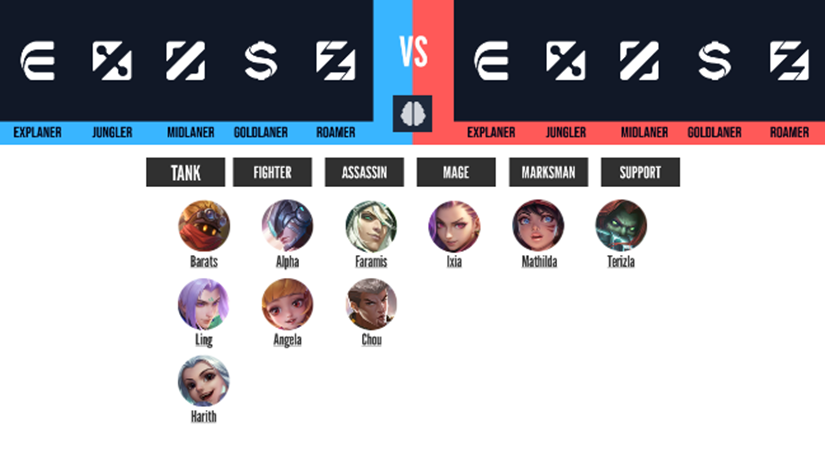 VS
EXPLANER JUNGLER MIDLANER GOLDLANER ROAMER EXPLANER JUNGLER MIDLANER GOLDLANER ROAMER
TANK FIGHTER ASSASSIN MAGE MARKSMAN SUPPORT
Barats Alpha Faramis Ixia Mathilda Terizla
Ling Angela Chou
Harith